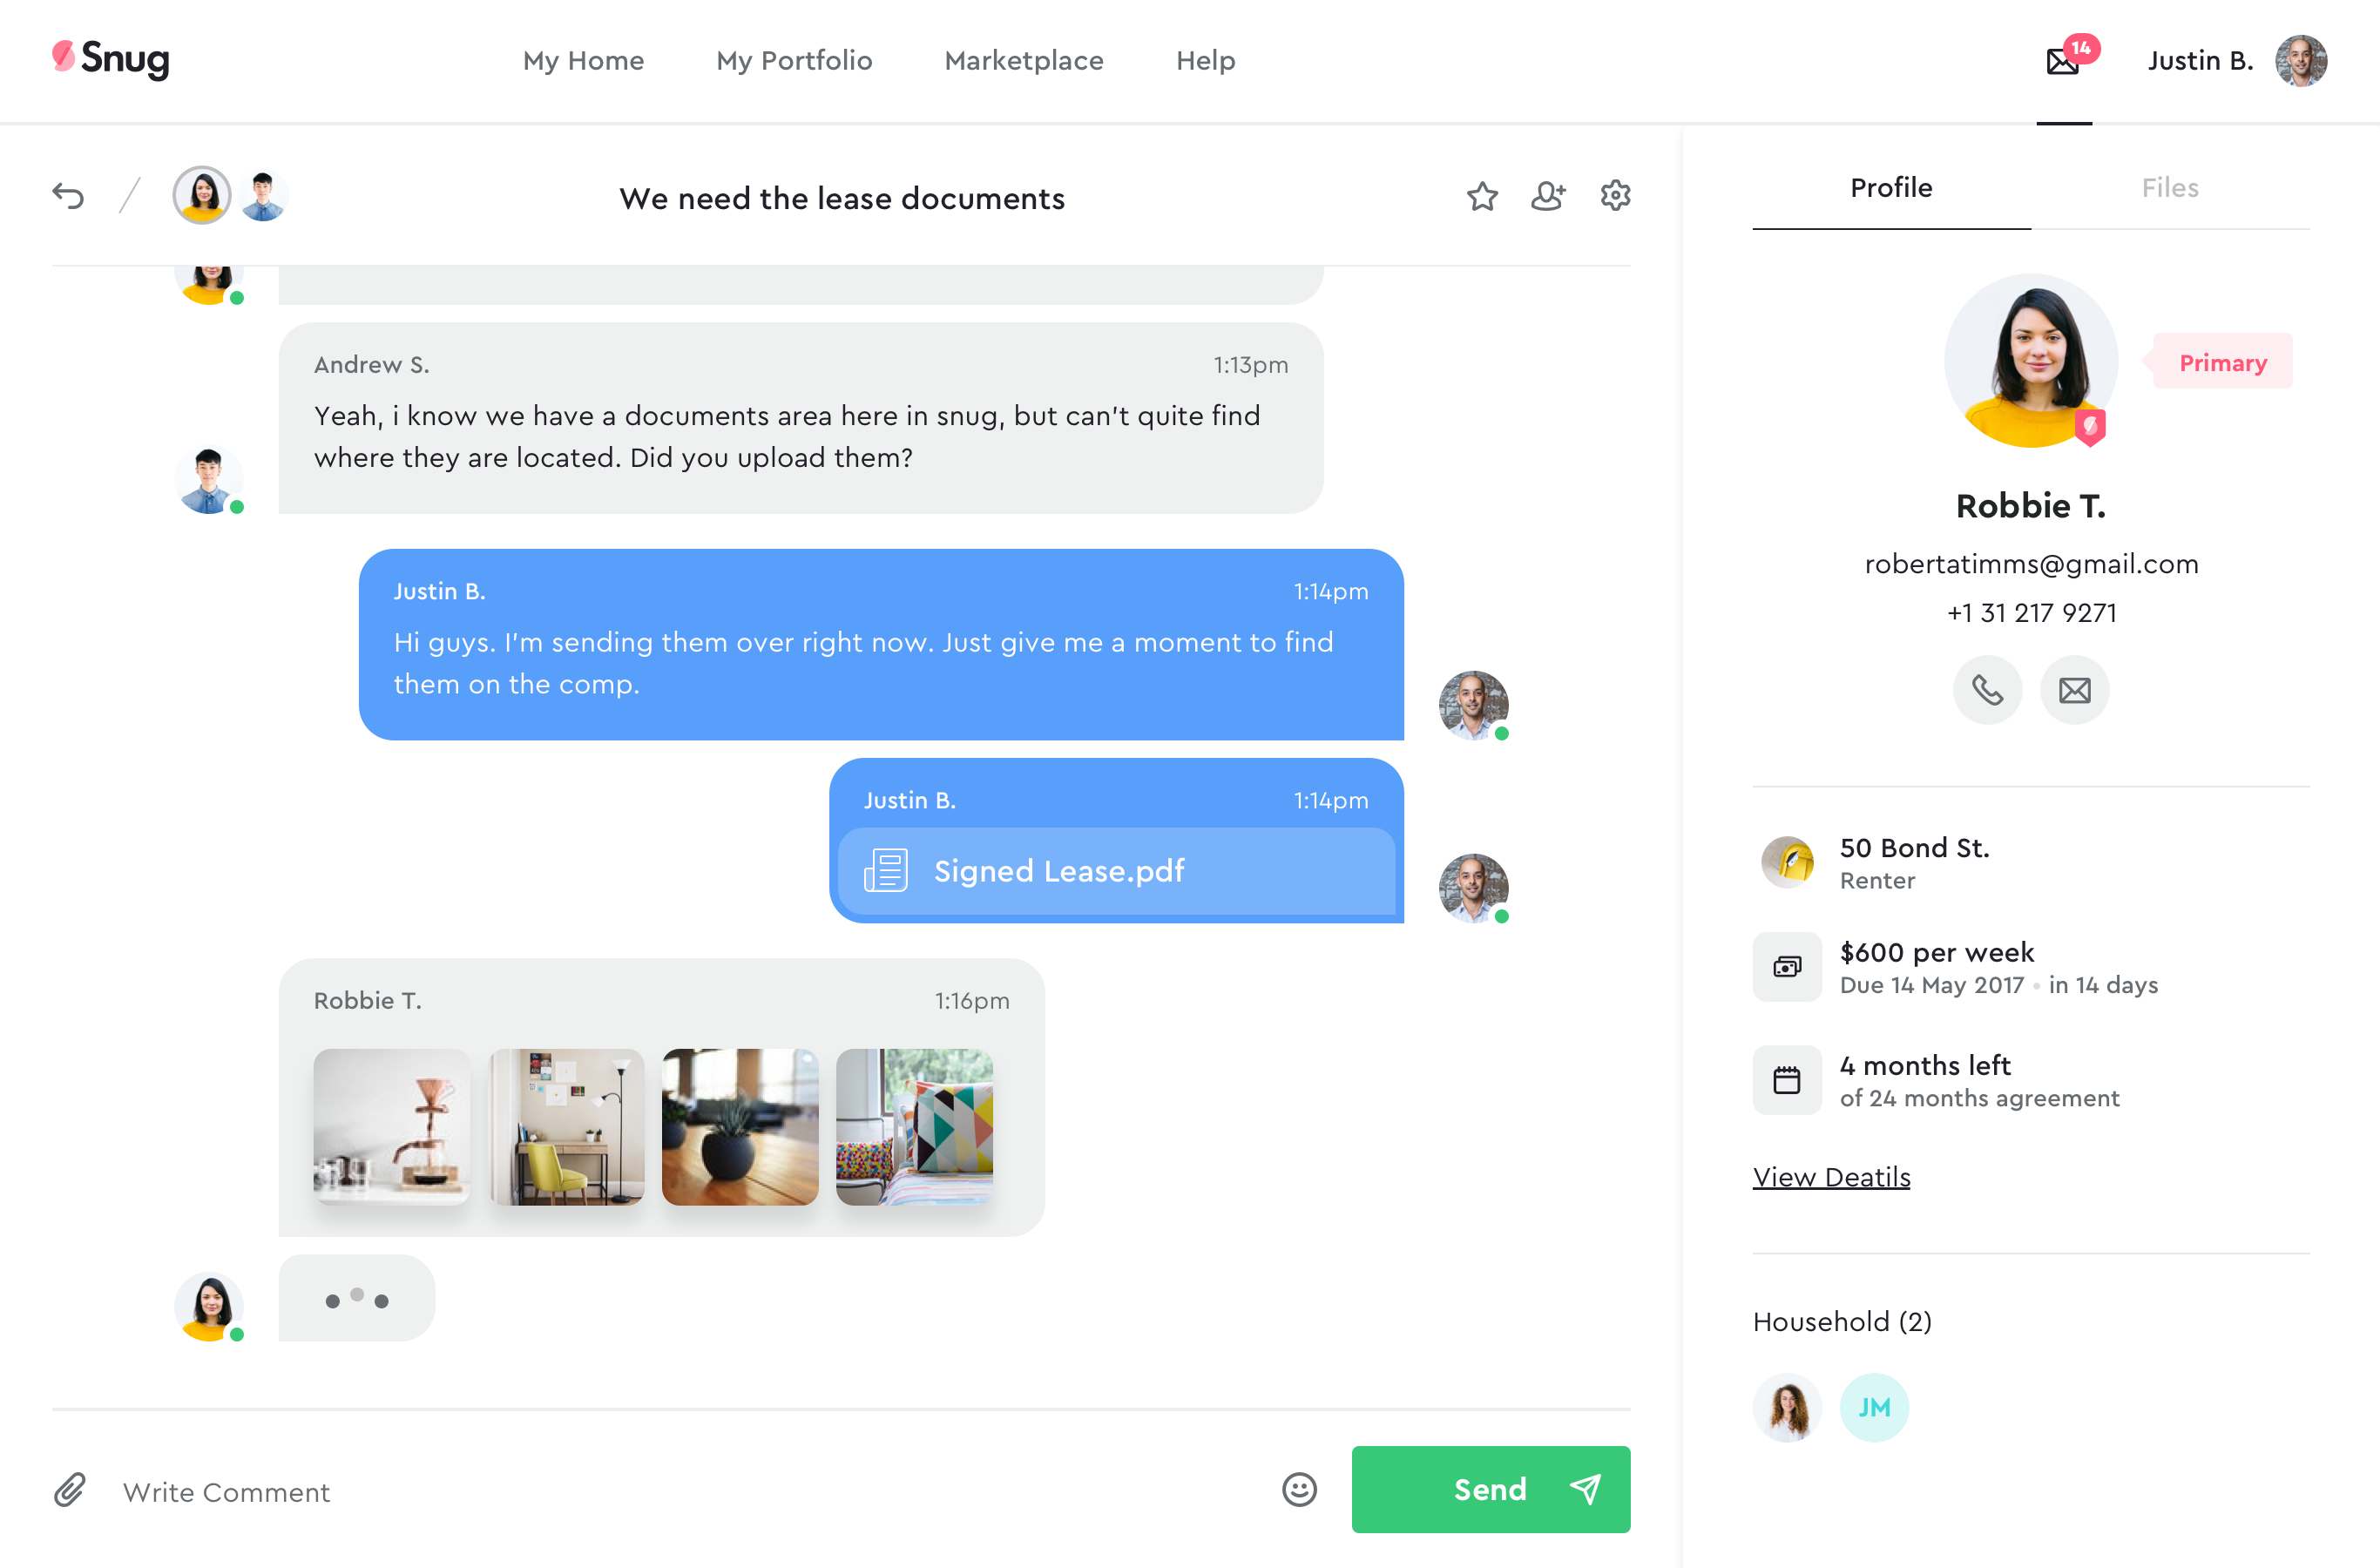 Snug
My Home
My Portfolio
Marketplace
Help
14
Justin B.
We need the lease documents
Andrew S.
1:13pm
Yeah, i know we have a documents area here in snug, but can't quite find
where they are located. Did you upload them?
Justin B.
1:14pm
Hi guys. I'm sending them over right now. Just give me a moment to find
them on the comp.
Justin B.
1:14pm
Signed Lease.pdf
Robbie T.
1:16pm
Write Comment
Send
Profile
Files
Primary
Robbie T.
robertatimms@gmail.com
+1 31 217 9271
50 Bond St.
Renter
$600 per week
Due 14 May 2017 • in 14 days
4 months left
of 24 months agreement
View Deatils
Household (2)
JM